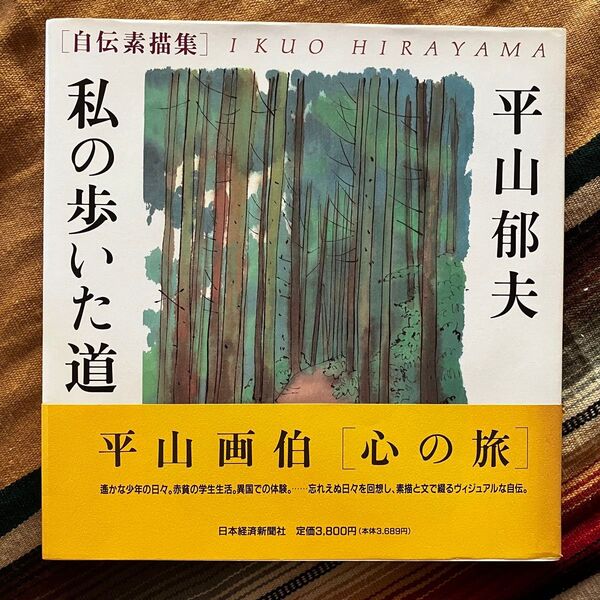 [自伝素描集] IKUO HIRAYAMA
平山郁夫
私の歩いた道
平山画伯[心の旅]
遙かな少年の日々。赤貧の学生生活。異国での体験。……忘れえぬ日々を回想し、素描と文で綴るヴィジュアルな自伝。
日本経済新聞社 定価3,800円(本体3,689円)